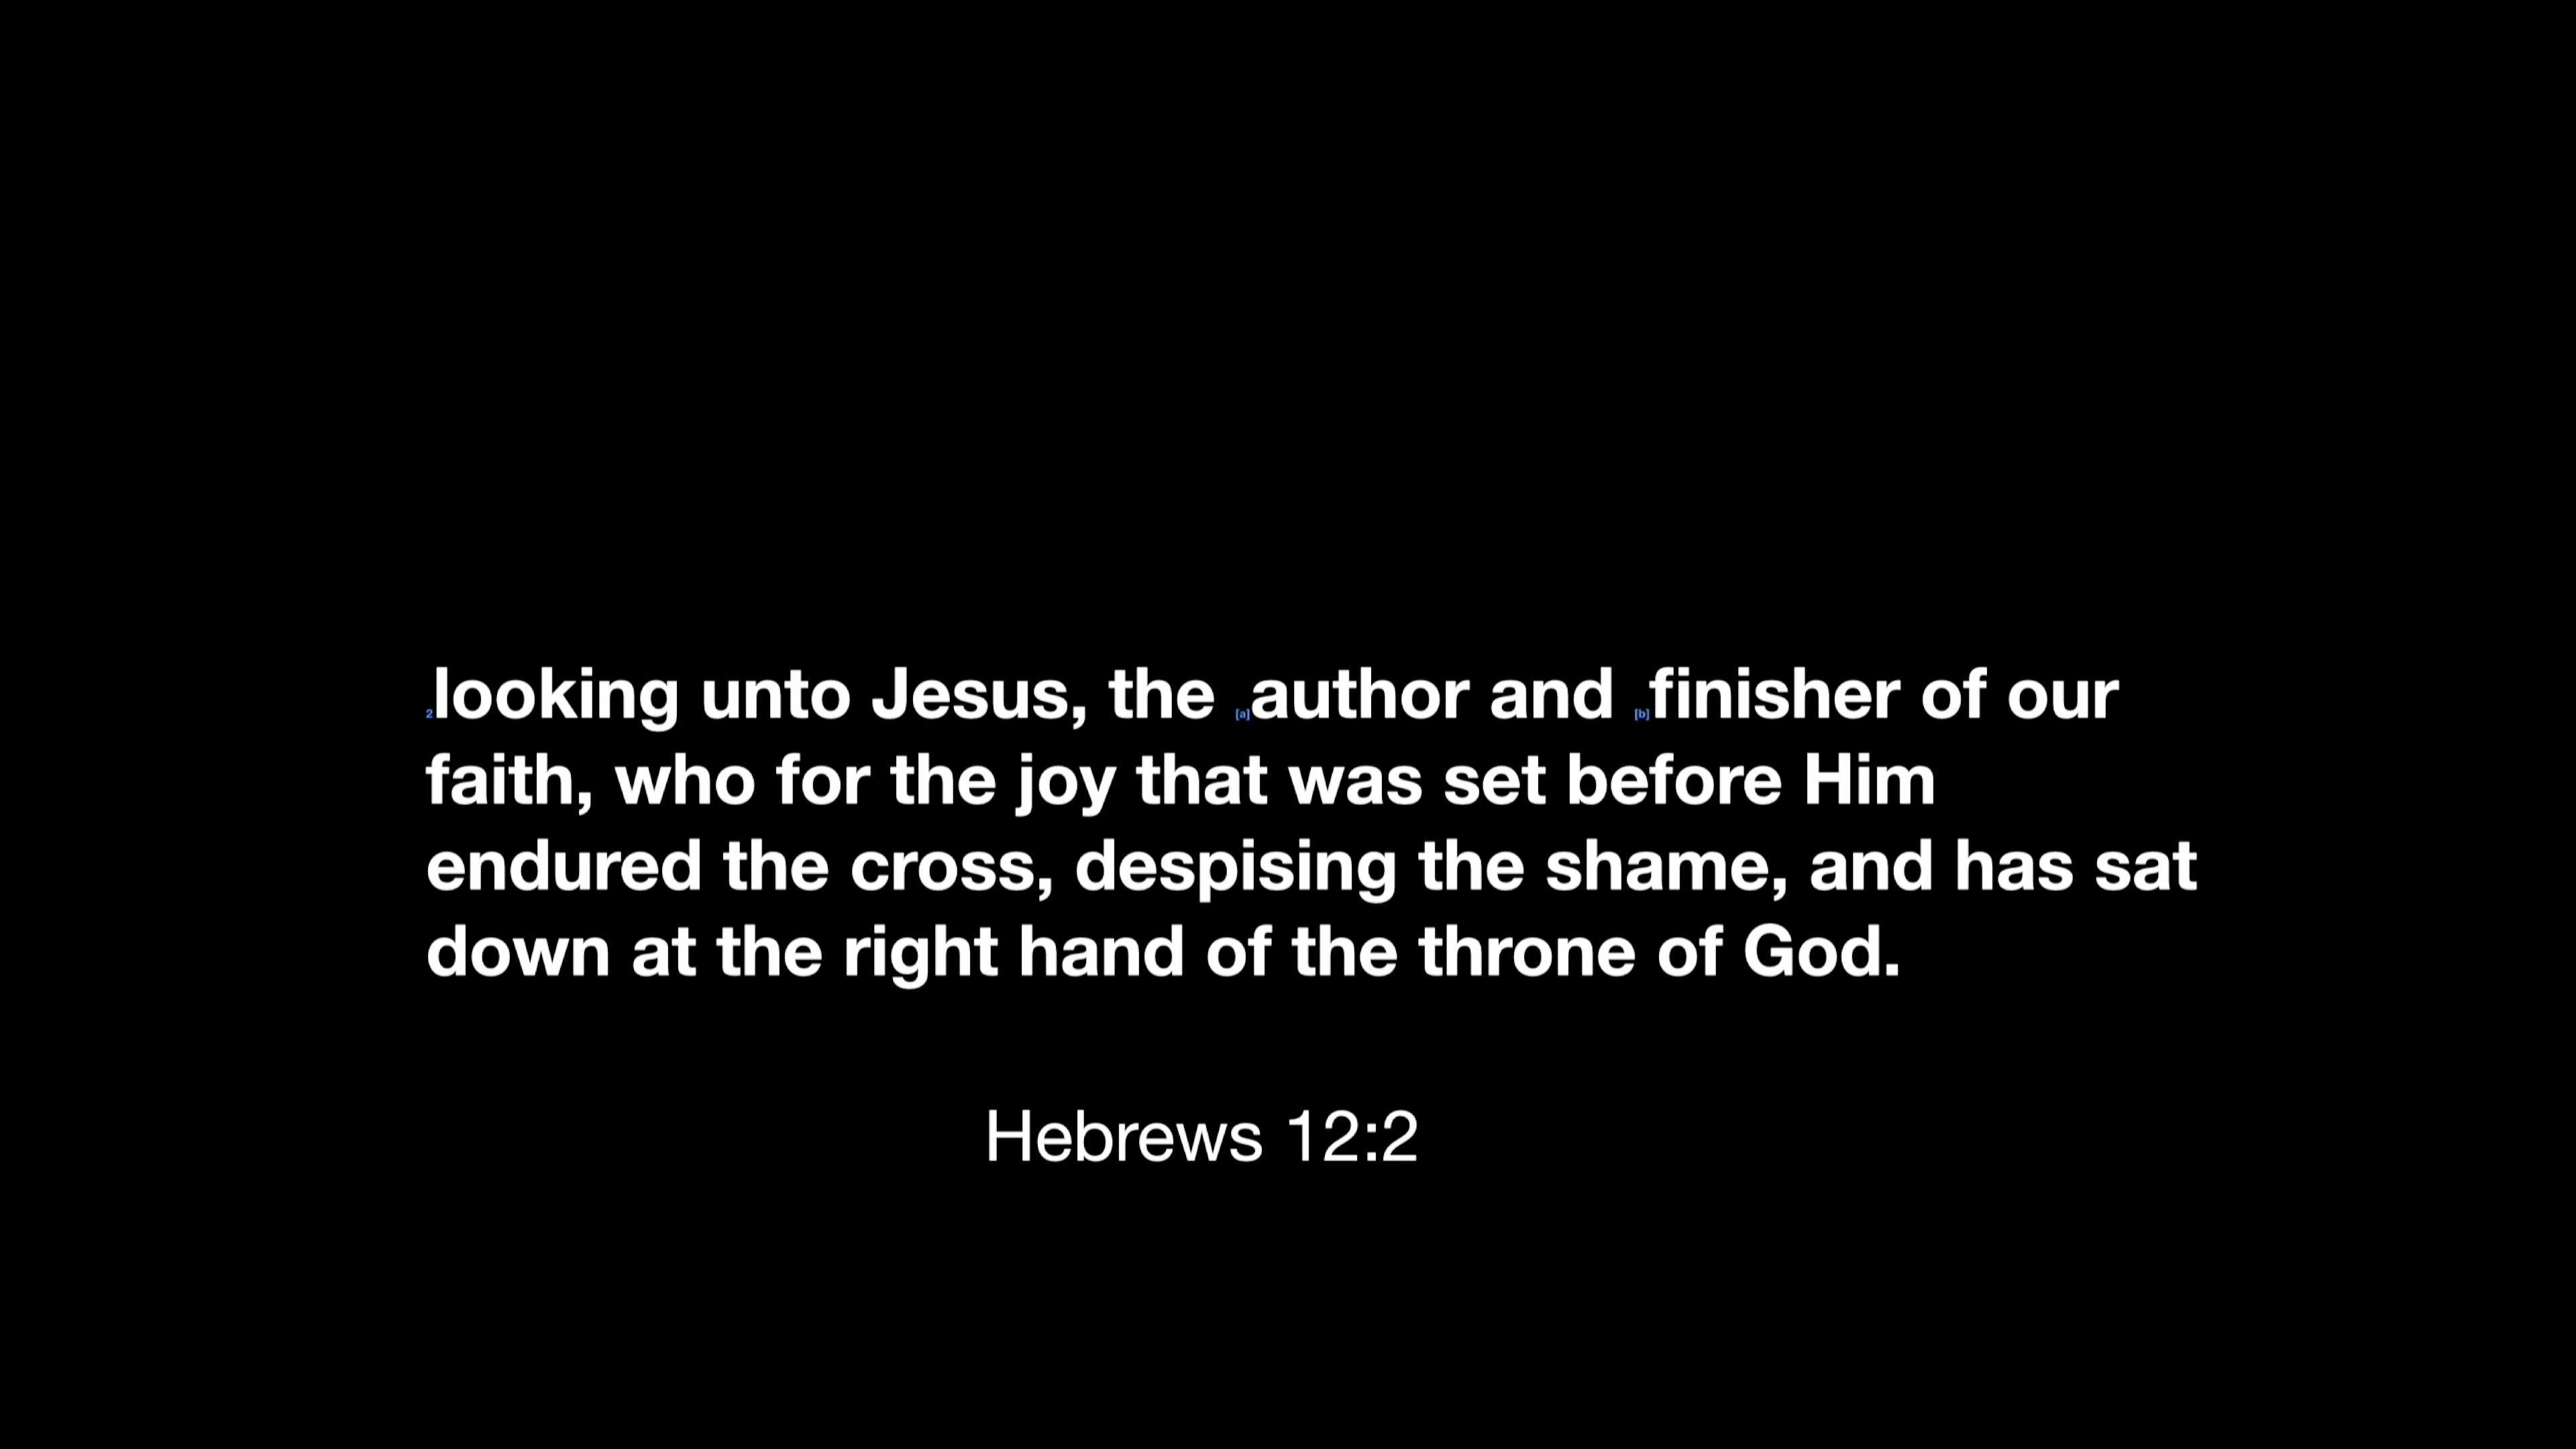 2looking unto Jesus, the [a]author and [b]finisher of our
faith, who for the joy that was set before Him
endured the cross, despising the shame, and has sat
down at the right hand of the throne of God.
Hebrews 12:2